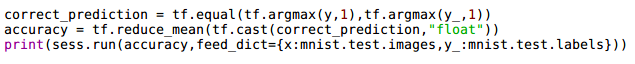 correct_prediction = tf.equal(tf.argmax(y,1),tf.argmax(y_,1))
accuracy = tf.reduce_mean(tf.cast(correct_prediction,"float"))
print(sess.run(accuracy,feed_dict={x:mnist.test.images,y_:mnist.test.labels}))